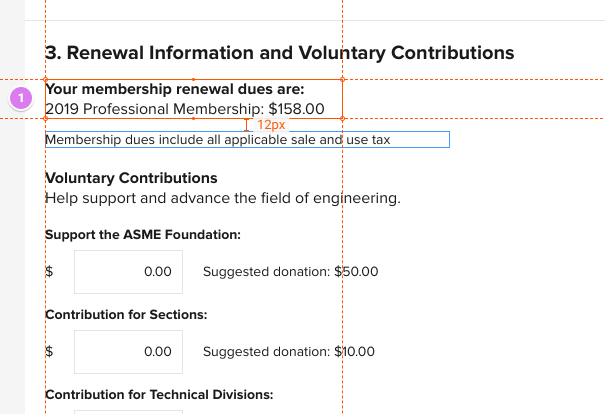 3. Renewal Information and Voluntary Contributions
Your membership renewal dues are:
1
2019 Professional Membership: $158.00
12px
Membership dues include all applicable sale and use tax
Voluntary Contributions
Help support and advance the field of engineering.
Support the ASME Foundation:
$ 0.00 Suggested donation: $50.00
Contribution for Sections:
$ 0.00 Suggested donation: $10.00
Contribution for Technical Divisions: